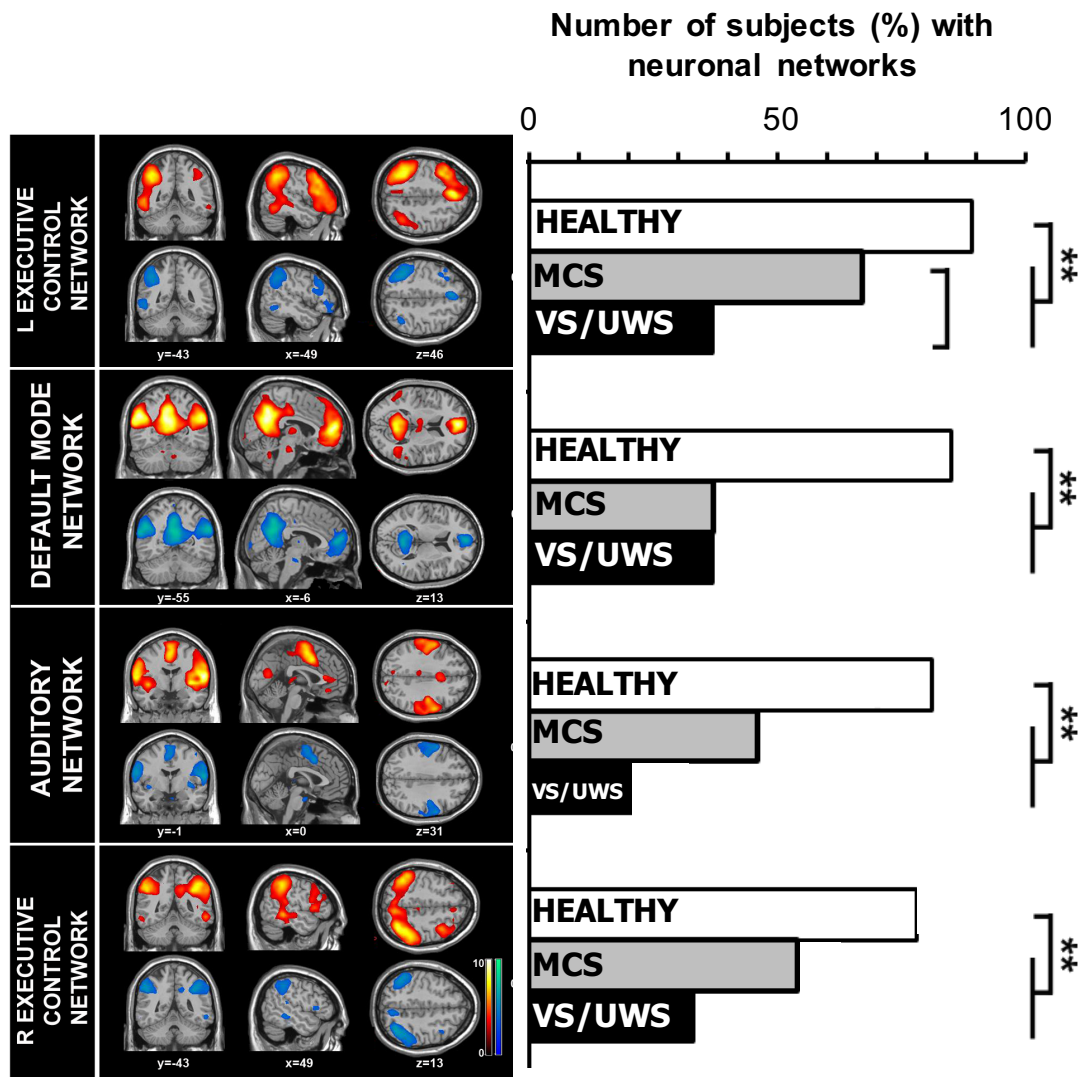 Number of subjects (%) with
neuronal networks
0 50 100
L EXECUTIVE
CONTROL
NETWORK
y=-43 x=-49 z=46
HEALTHY
MCS
VS/UWS
**
DEFAULT MODE
NETWORK
y=-55 x=-6 z=13
HEALTHY
MCS
VS/UWS
**
AUDITORY
NETWORK
y=-1 x=0 z=31
HEALTHY
MCS
VS/UWS
**
R EXECUTIVE
CONTROL
NETWORK
10
0
y=-43 x=49 z=13
HEALTHY
MCS
VS/UWS
**